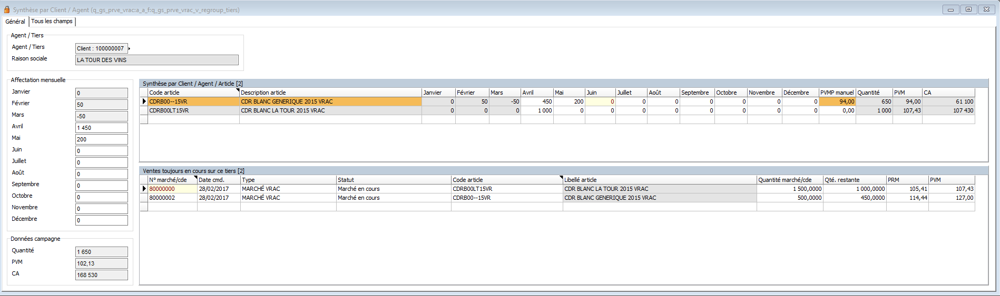 Synthèse par Client / Agent (q_gs_prve_vrac:a_a_f:q_gs_prve_vrac_v_regroup_tiers)
Général Tous les champs
Agent / Tiers
Agent / Tiers Client : 100000007
Raison sociale LA TOUR DES VINS
Affectation mensuelle
Janvier 0
Février 50
Mars -50
Avril 1 450
Mai 200
Juin 0
Juillet 0
Août 0
Septembre 0
Octobre 0
Novembre 0
Décembre 0
Données campagne
Quantité 1 650
PVM 102,13
CA 168 530
Synthèse par Client / Agent / Article [2]
Code article Description article Janvier Février Mars Avril Mai Juin Juillet Août Septembre Octobre Novembre Décembre PVMP manuel Quantité PVM CA
CDRB00--15VR CDR BLANC GENERIQUE 2015 VRAC 0 50 -50 450 200 0 0 0 0 0 0 0 94,00 650 94,00 61 100
CDRB00LT15VR CDR BLANC LA TOUR 2015 VRAC 0 0 0 1 000 0 0 0 0 0 0 0 0 0,00 1 000 107,43 107 430
Ventes toujours en cours sur ce tiers [2]
N° marché/cde Date cmd. Type Statut Code article Libellé article Quantité marché/cde Qté. restante PRM PVM
80000000 28/02/2017 MARCHÉ VRAC Marché en cours CDRB00LT15VR CDR BLANC LA TOUR 2015 VRAC 1 500,0000 1 000,0000 105,41 107,43
80000002 28/02/2017 MARCHÉ VRAC Marché en cours CDRB00--15VR CDR BLANC GENERIQUE 2015 VRAC 500,0000 450,0000 114,44 127,00